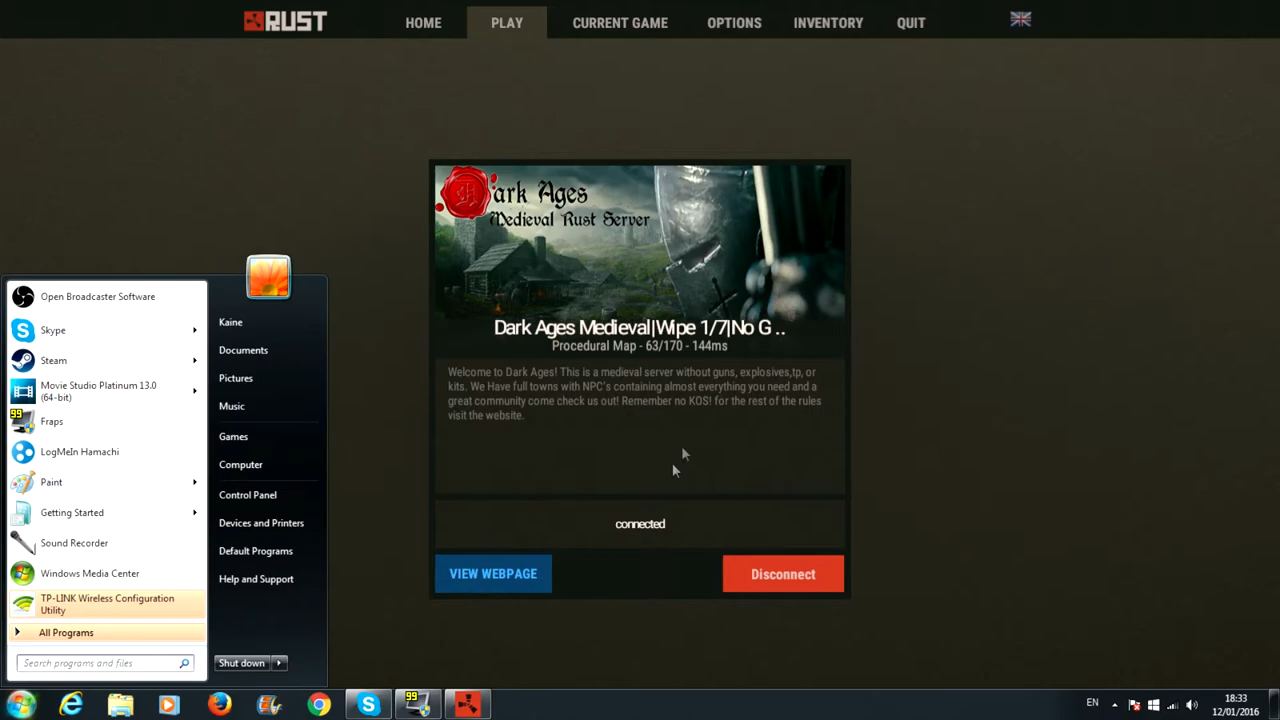 RUST
HOME
PLAY
CURRENT GAME
OPTIONS
INVENTORY
QUIT
Dark Ages
Medieval Rust Server
Dark Ages Medieval|Wipe 1/7|No G ..
Procedural Map - 63/170 - 144ms
Welcome to Dark Ages! This is a medieval server without guns, explosives,tp, or
kits. We Have full towns with NPC's containing almost everything you need and a
great community come check us out! Remember no KOS! for the rest of the rules
visit the website.
connected
VIEW WEBPAGE
Disconnect
Open Broadcaster Software
Skype
Steam
Movie Studio Platinum 13.0
(64-bit)
99
Fraps
LogMeIn Hamachi
Paint
Getting Started
Sound Recorder
Windows Media Center
TP-LINK Wireless Configuration
Utility
All Programs
Search programs and files
Kaine
Documents
Pictures
Music
Games
Computer
Control Panel
Devices and Printers
Default Programs
Help and Support
Shut down
99
EN
18:33
12/01/2016